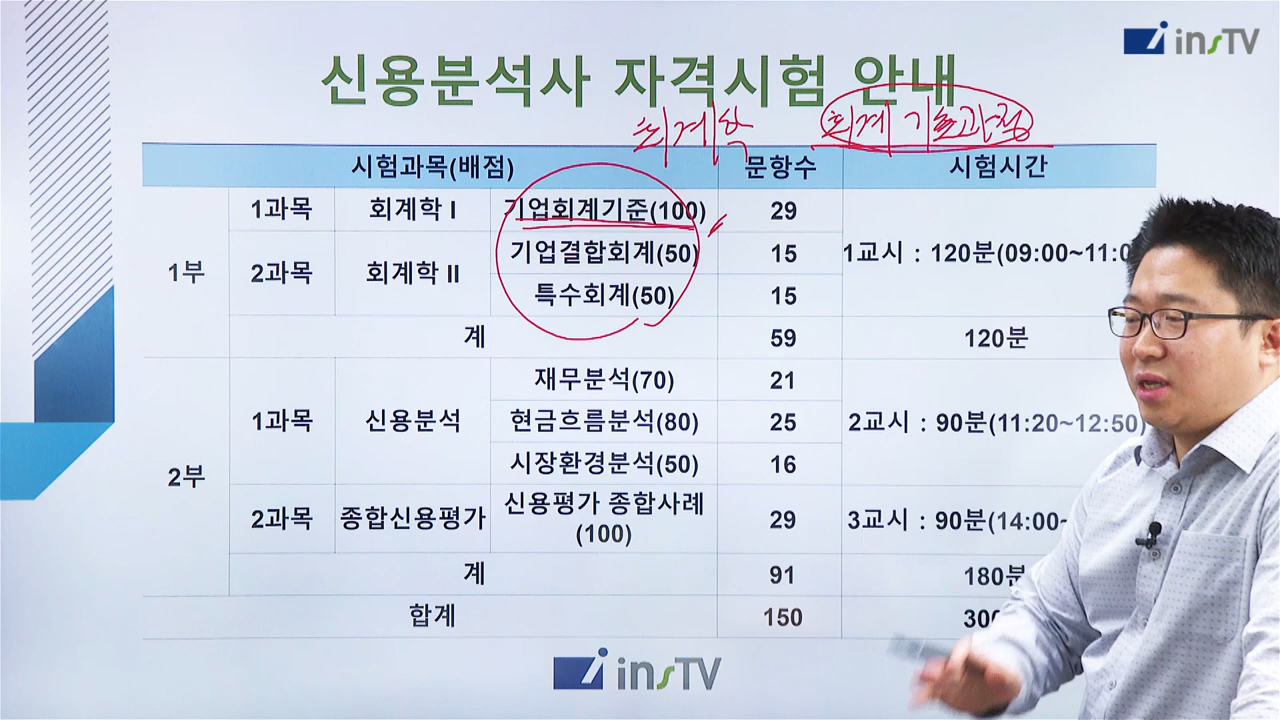 insTV
신용분석사 자격시험 안내
회계학 회계 기초과정
시험과목(배점) 문항수 시험시간
1부 1과목 회계학 I 기업회계기준(100) 29 1교시 : 120분(09:00~11:0
2과목 회계학 II 기업결합회계(50) 15
특수회계(50) 15
계 59 120분
2부 1과목 신용분석 재무분석(70) 21 2교시 : 90분(11:20~12:50)
현금흐름분석(80) 25
시장환경분석(50) 16
2과목 종합신용평가 신용평가 종합사례 29 3교시 : 90분(14:00~
(100)
계 91 180분
합계 150 300
insTV